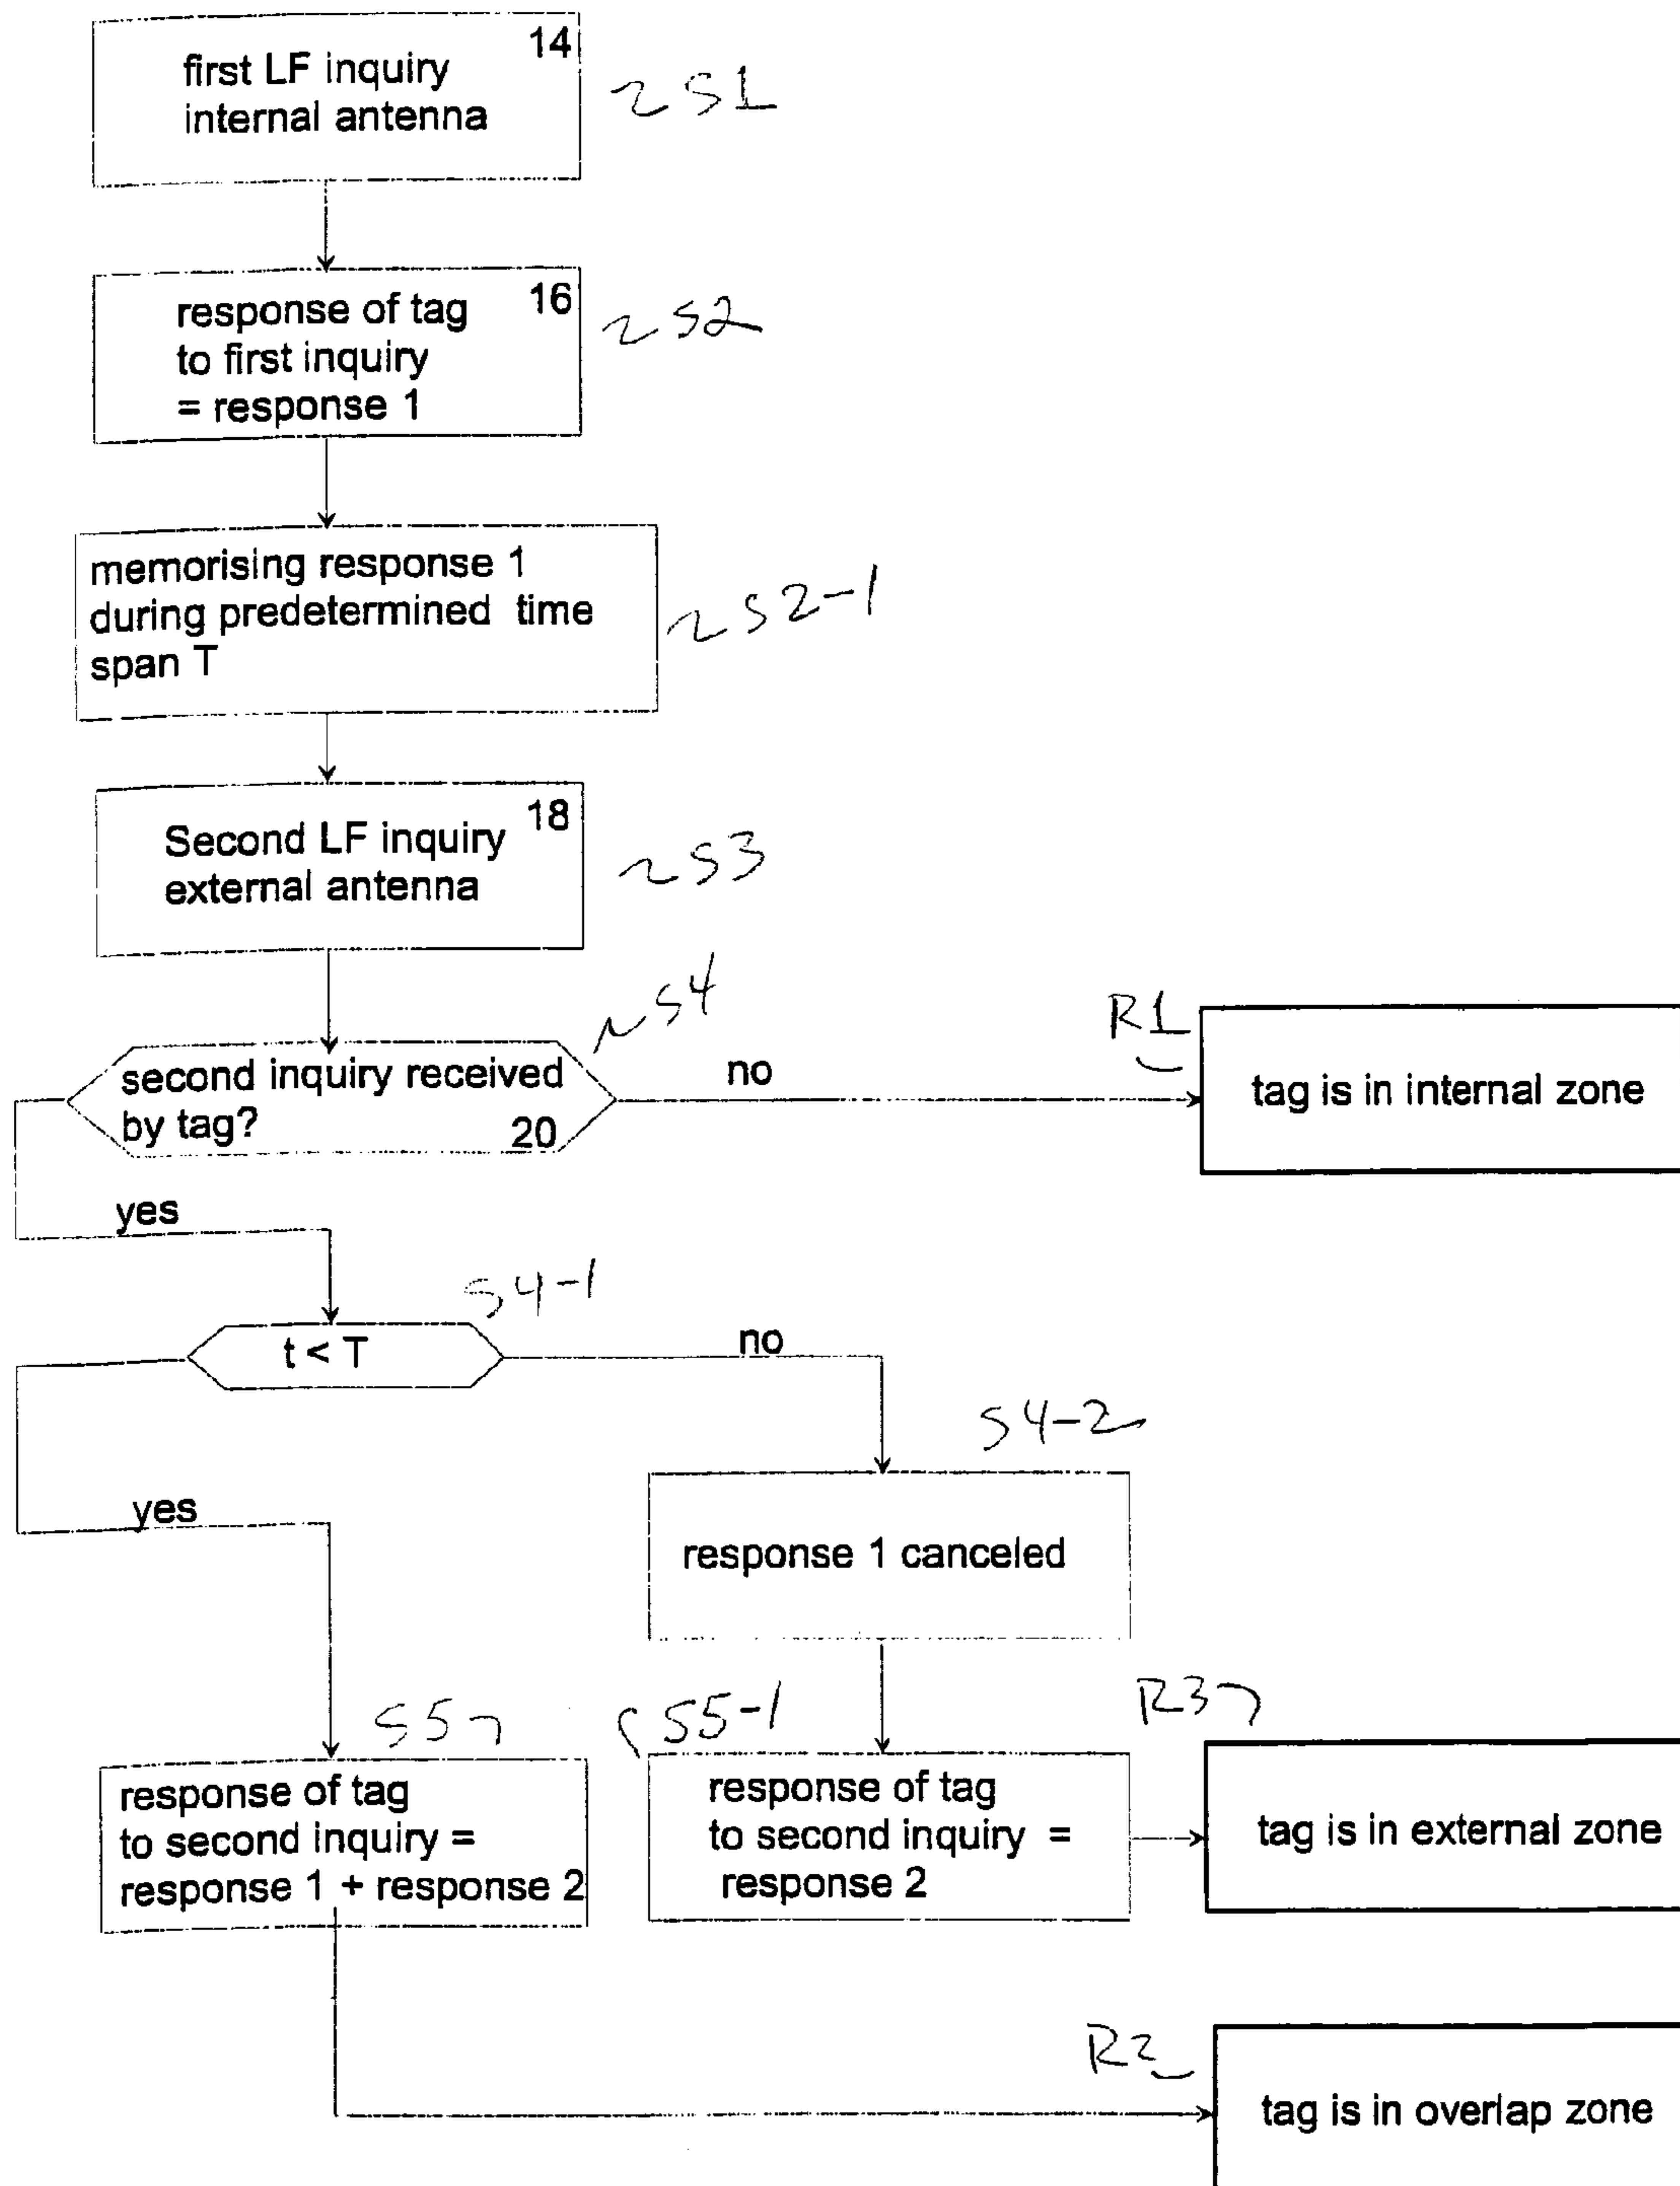 14
first LF inquiry
internal antenna
S1
16
response of tag
to first inquiry
= response 1
S2
memorising response 1
during predetermined time
span T
S2-1
18
Second LF inquiry
external antenna
S3
S4
second inquiry received
by tag?
20
no
R1
tag is in internal zone
yes
S4-1
t < T
no
S4-2
yes
response 1 canceled
S5
S5-1
R3
response of tag
to second inquiry =
response 1 + response 2
response of tag
to second inquiry =
response 2
tag is in external zone
R2
tag is in overlap zone